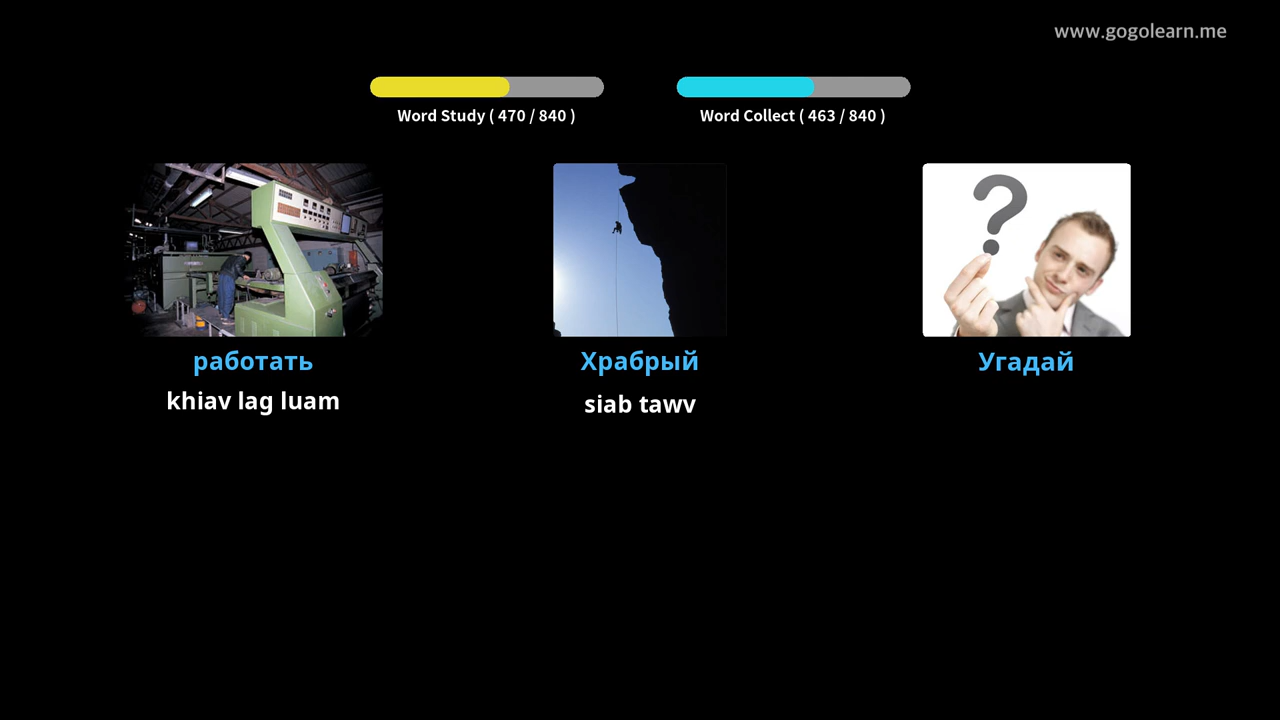 www.gogolearn.me
Word Study ( 470 / 840 )
Word Collect ( 463 / 840 )
работать
Храбрый
Угадай
khiav lag luam
siab tawv